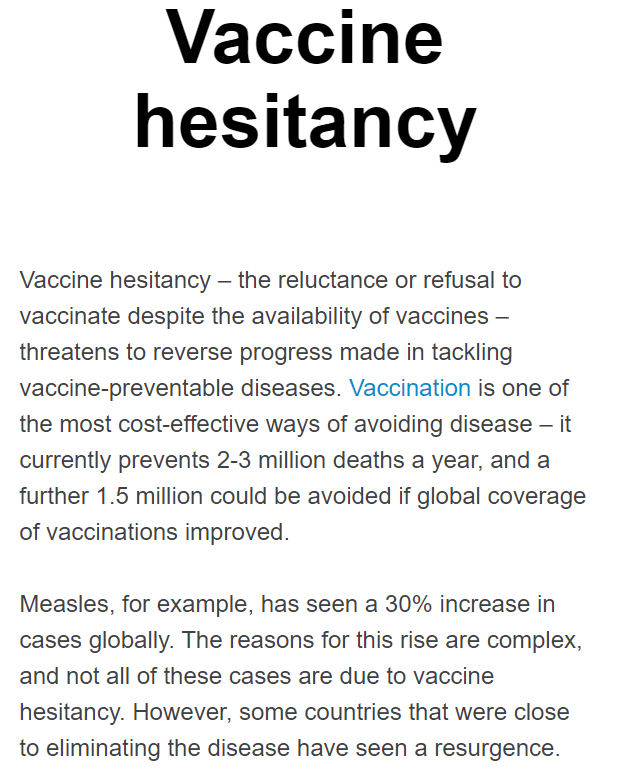 Vaccine
hesitancy
Vaccine hesitancy – the reluctance or refusal to
vaccinate despite the availability of vaccines –
threatens to reverse progress made in tackling
vaccine-preventable diseases. Vaccination is one of
the most cost-effective ways of avoiding disease – it
currently prevents 2-3 million deaths a year, and a
further 1.5 million could be avoided if global coverage
of vaccinations improved.
Measles, for example, has seen a 30% increase in
cases globally. The reasons for this rise are complex,
and not all of these cases are due to vaccine
hesitancy. However, some countries that were close
to eliminating the disease have seen a resurgence.